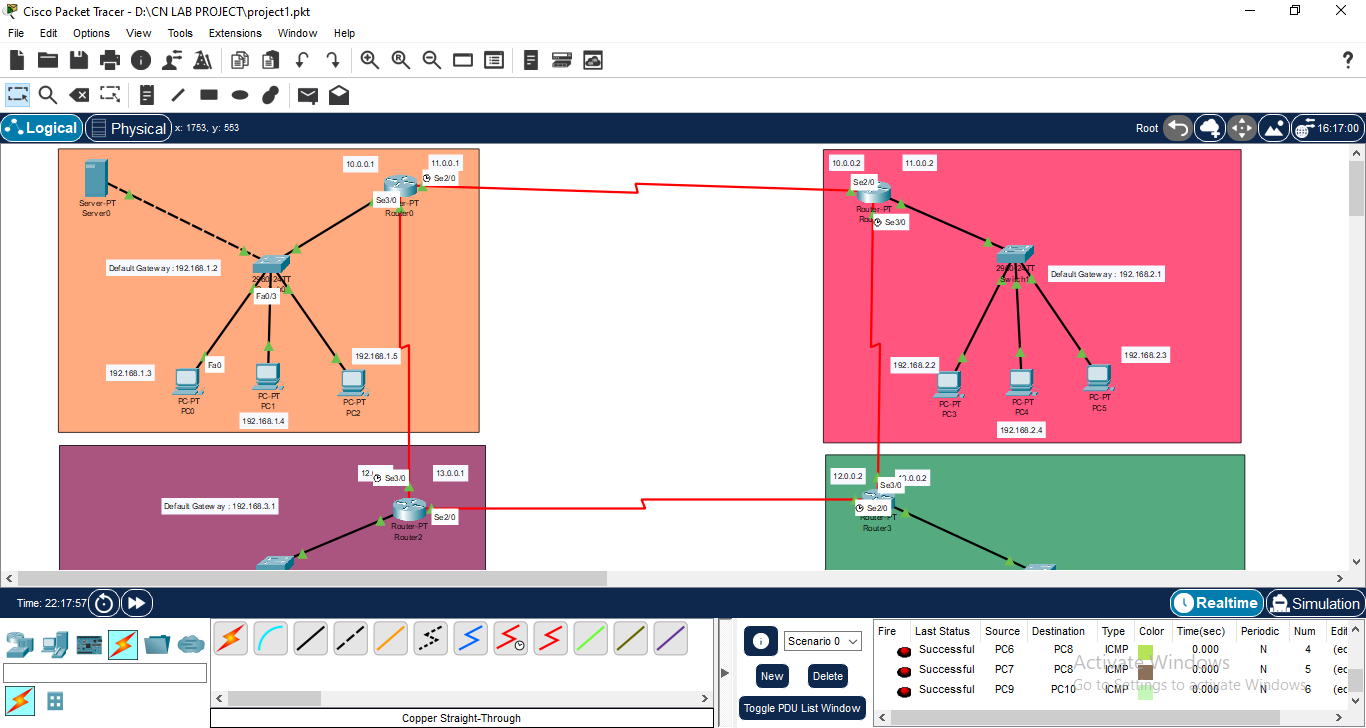 Cisco Packet Tracer - D:\CN LAB PROJECT\project1.pkt
File Edit Options View Tools Extensions Window Help
Logical Physical x: 1753, y: 553 Root 16:17:00
10.0.0.1
11.0.0.1
Se2/0
Se3/0
Router0
Server-PT
Server0
Default Gateway :192.168.1.2
Fa0/3
Fa0
192.168.1.3
PC-PT
PC0
PC-PT
PC1
192.168.1.4
192.168.1.5
PC-PT
PC2
10.0.0.2
11.0.0.2
Se2/0
Router-PT
Se3/0
Switch1
Default Gateway : 192.168.2.1
192.168.2.2
PC-PT
PC3
PC-PT
PC4
192.168.2.4
192.168.2.3
PC-PT
PC5
Se3/0
13.0.0.1
Default Gateway : 192.168.3.1
Se2/0
Router-PT
Router2
12.0.0.2
Se3/0
Se2/0
Router-PT
Router3
Time: 22:17:57
Realtime Simulation
Copper Straight-Through
Scenario 0
New Delete
Toggle PDU List Window
Fire Last Status Source Destination Type Color Time(sec) Periodic Num
Successful PC6 PC8 ICMP 0.000 N 4 (ec
Successful PC7 PC8 ICMP 0.000 N 5 (ec
Successful PC9 PC10 ICMP 0.000 N 6 (ec
Activate Windows
Go to Settings to activate Windows.